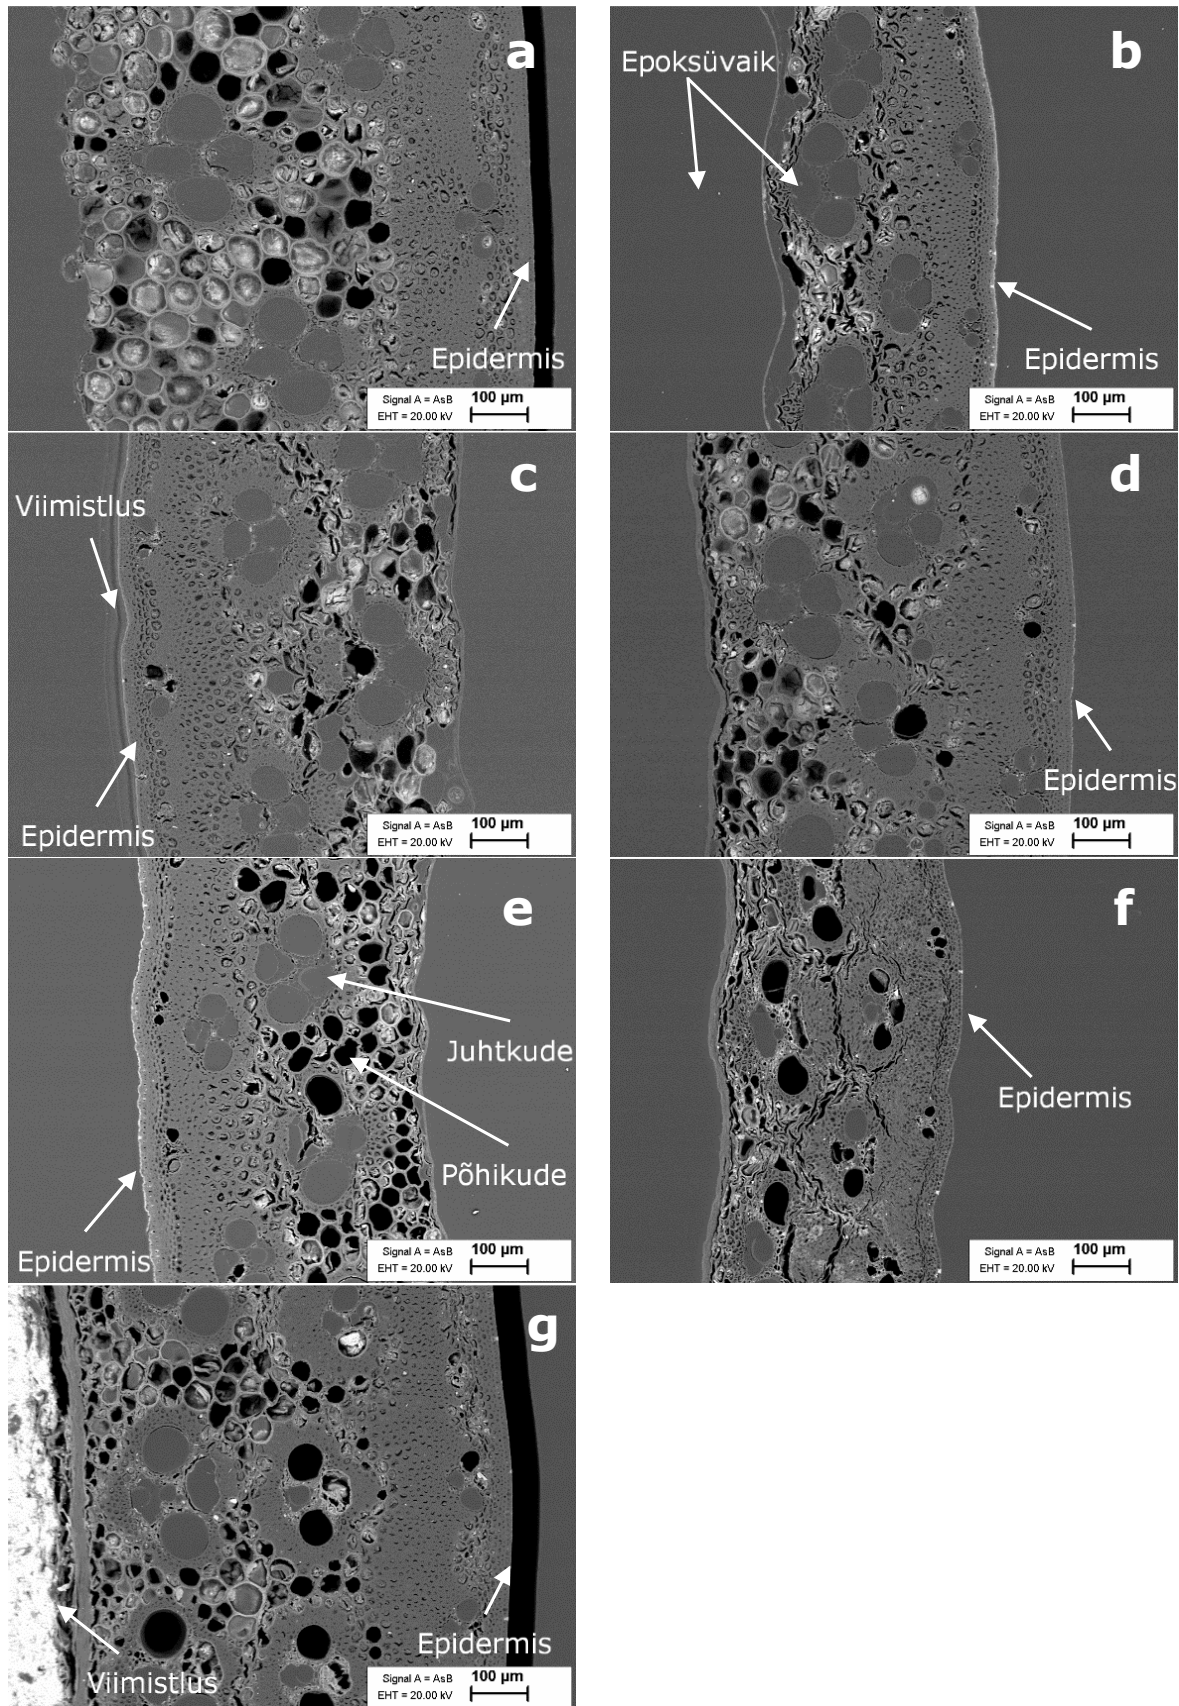 a
Epidermis
Signal A = AsB
EHT = 20.00 kV
100 µm
b
Epoksüvaik
Epidermis
Signal A = AsB
EHT = 20.00 kV
100 µm
c
Viimistlus
Epidermis
Signal A = AsB
EHT = 20.00 kV
100 µm
d
Epidermis
Signal A = AsB
EHT = 20.00 kV
100 µm
e
Juhtkude
Põhikude
Epidermis
Signal A = AsB
EHT = 20.00 kV
100 µm
f
Epidermis
Signal A = AsB
EHT = 20.00 kV
100 µm
g
Epidermis
Viimistlus
Signal A = AsB
EHT = 20.00 kV
100 µm